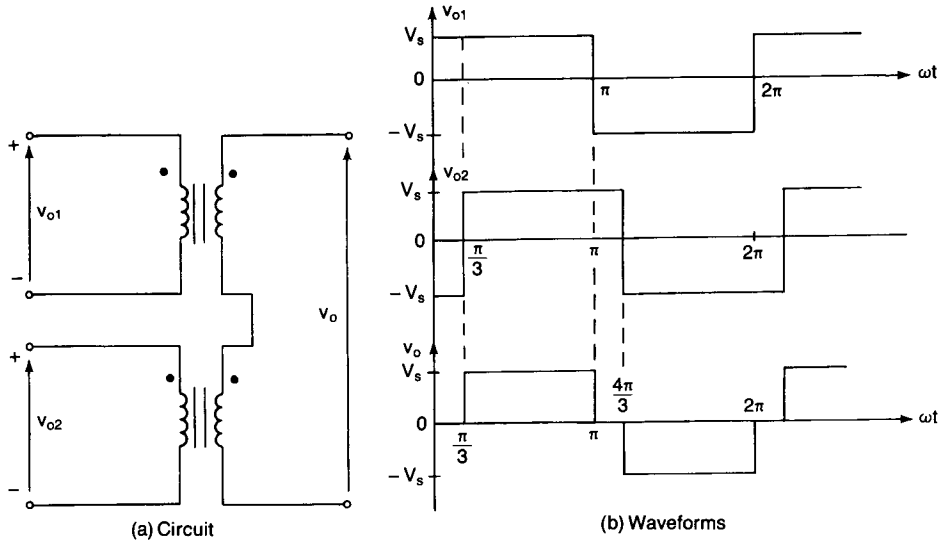 +
v_o1
−
+
v_o2
−
v_o
(a) Circuit
v_o1
V_s
0
π
2π
ωt
− V_s
v_o2
V_s
0
π/3
π
2π
− V_s
v_o
V_s
0
π/3
π
4π/3
2π
ωt
− V_s
(b) Waveforms